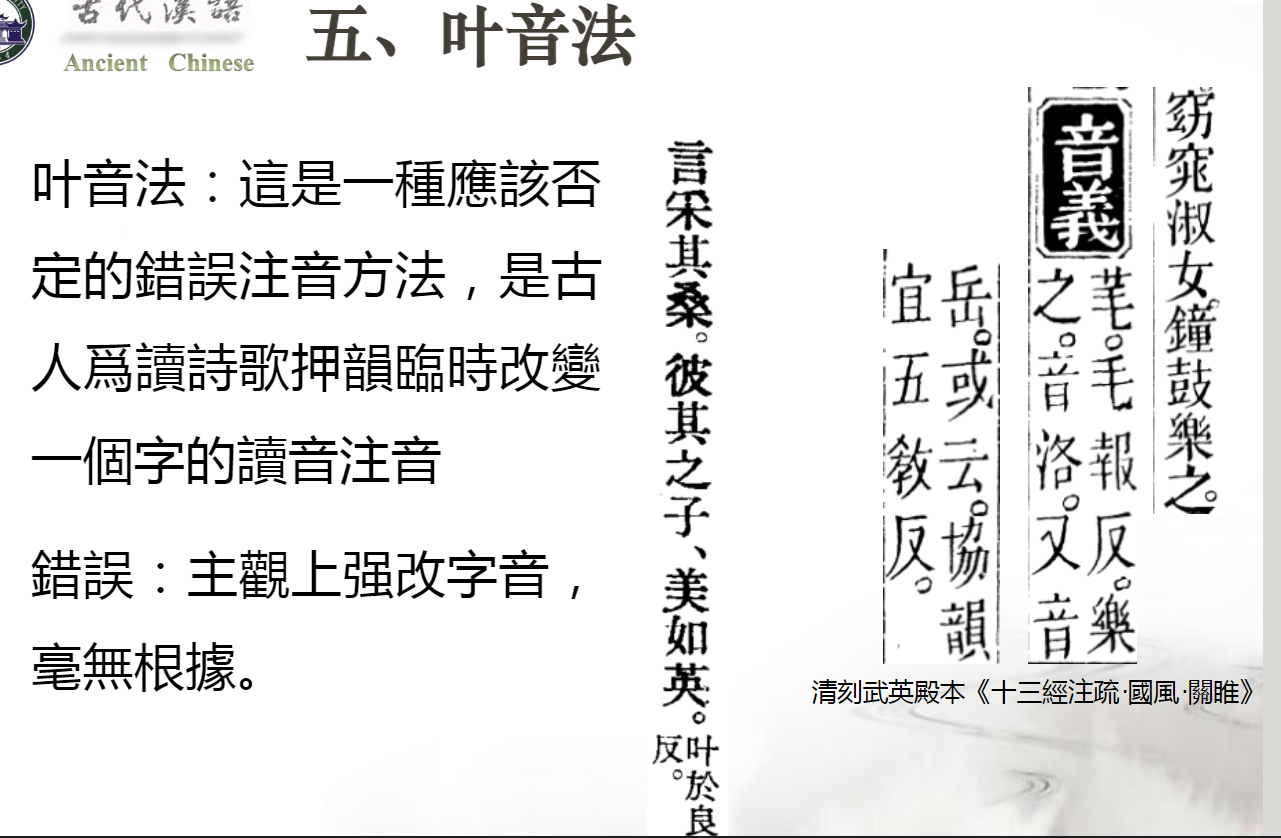 古代漢語
Ancient Chinese
五、叶音法
叶音法：這是一種應該否
定的錯誤注音方法，是古
人爲讀詩歌押韻臨時改變
一個字的讀音注音
錯誤：主觀上强改字音，
毫無根據。
言采其桑。彼其之子、美如英。叶於良
反。
窈窕淑女。鐘鼓樂之。
音義
芼。毛報反。樂
之。音洛。又音
岳。或云。協韻
宜五教反。
清刻武英殿本《十三經注疏·國風·關雎》